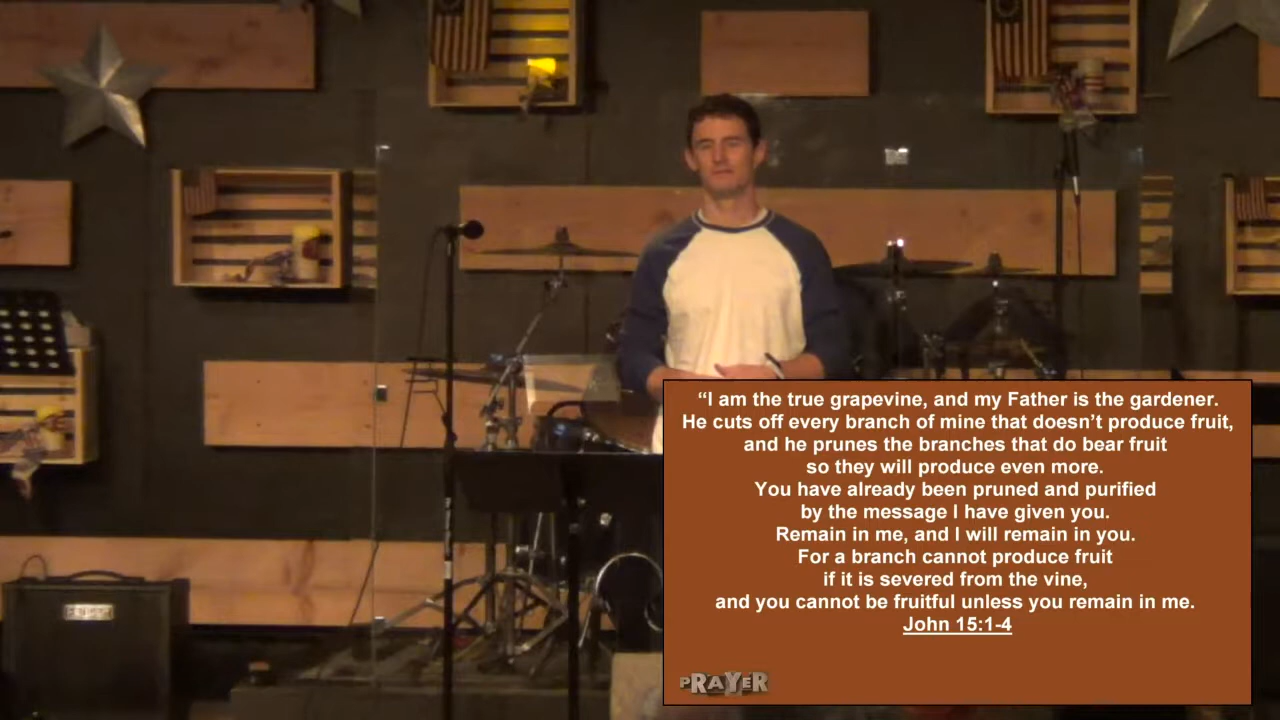 “I am the true grapevine, and my Father is the gardener.
He cuts off every branch of mine that doesn’t produce fruit,
and he prunes the branches that do bear fruit
so they will produce even more.
You have already been pruned and purified
by the message I have given you.
Remain in me, and I will remain in you.
For a branch cannot produce fruit
if it is severed from the vine,
and you cannot be fruitful unless you remain in me.
John 15:1-4
PRAYER